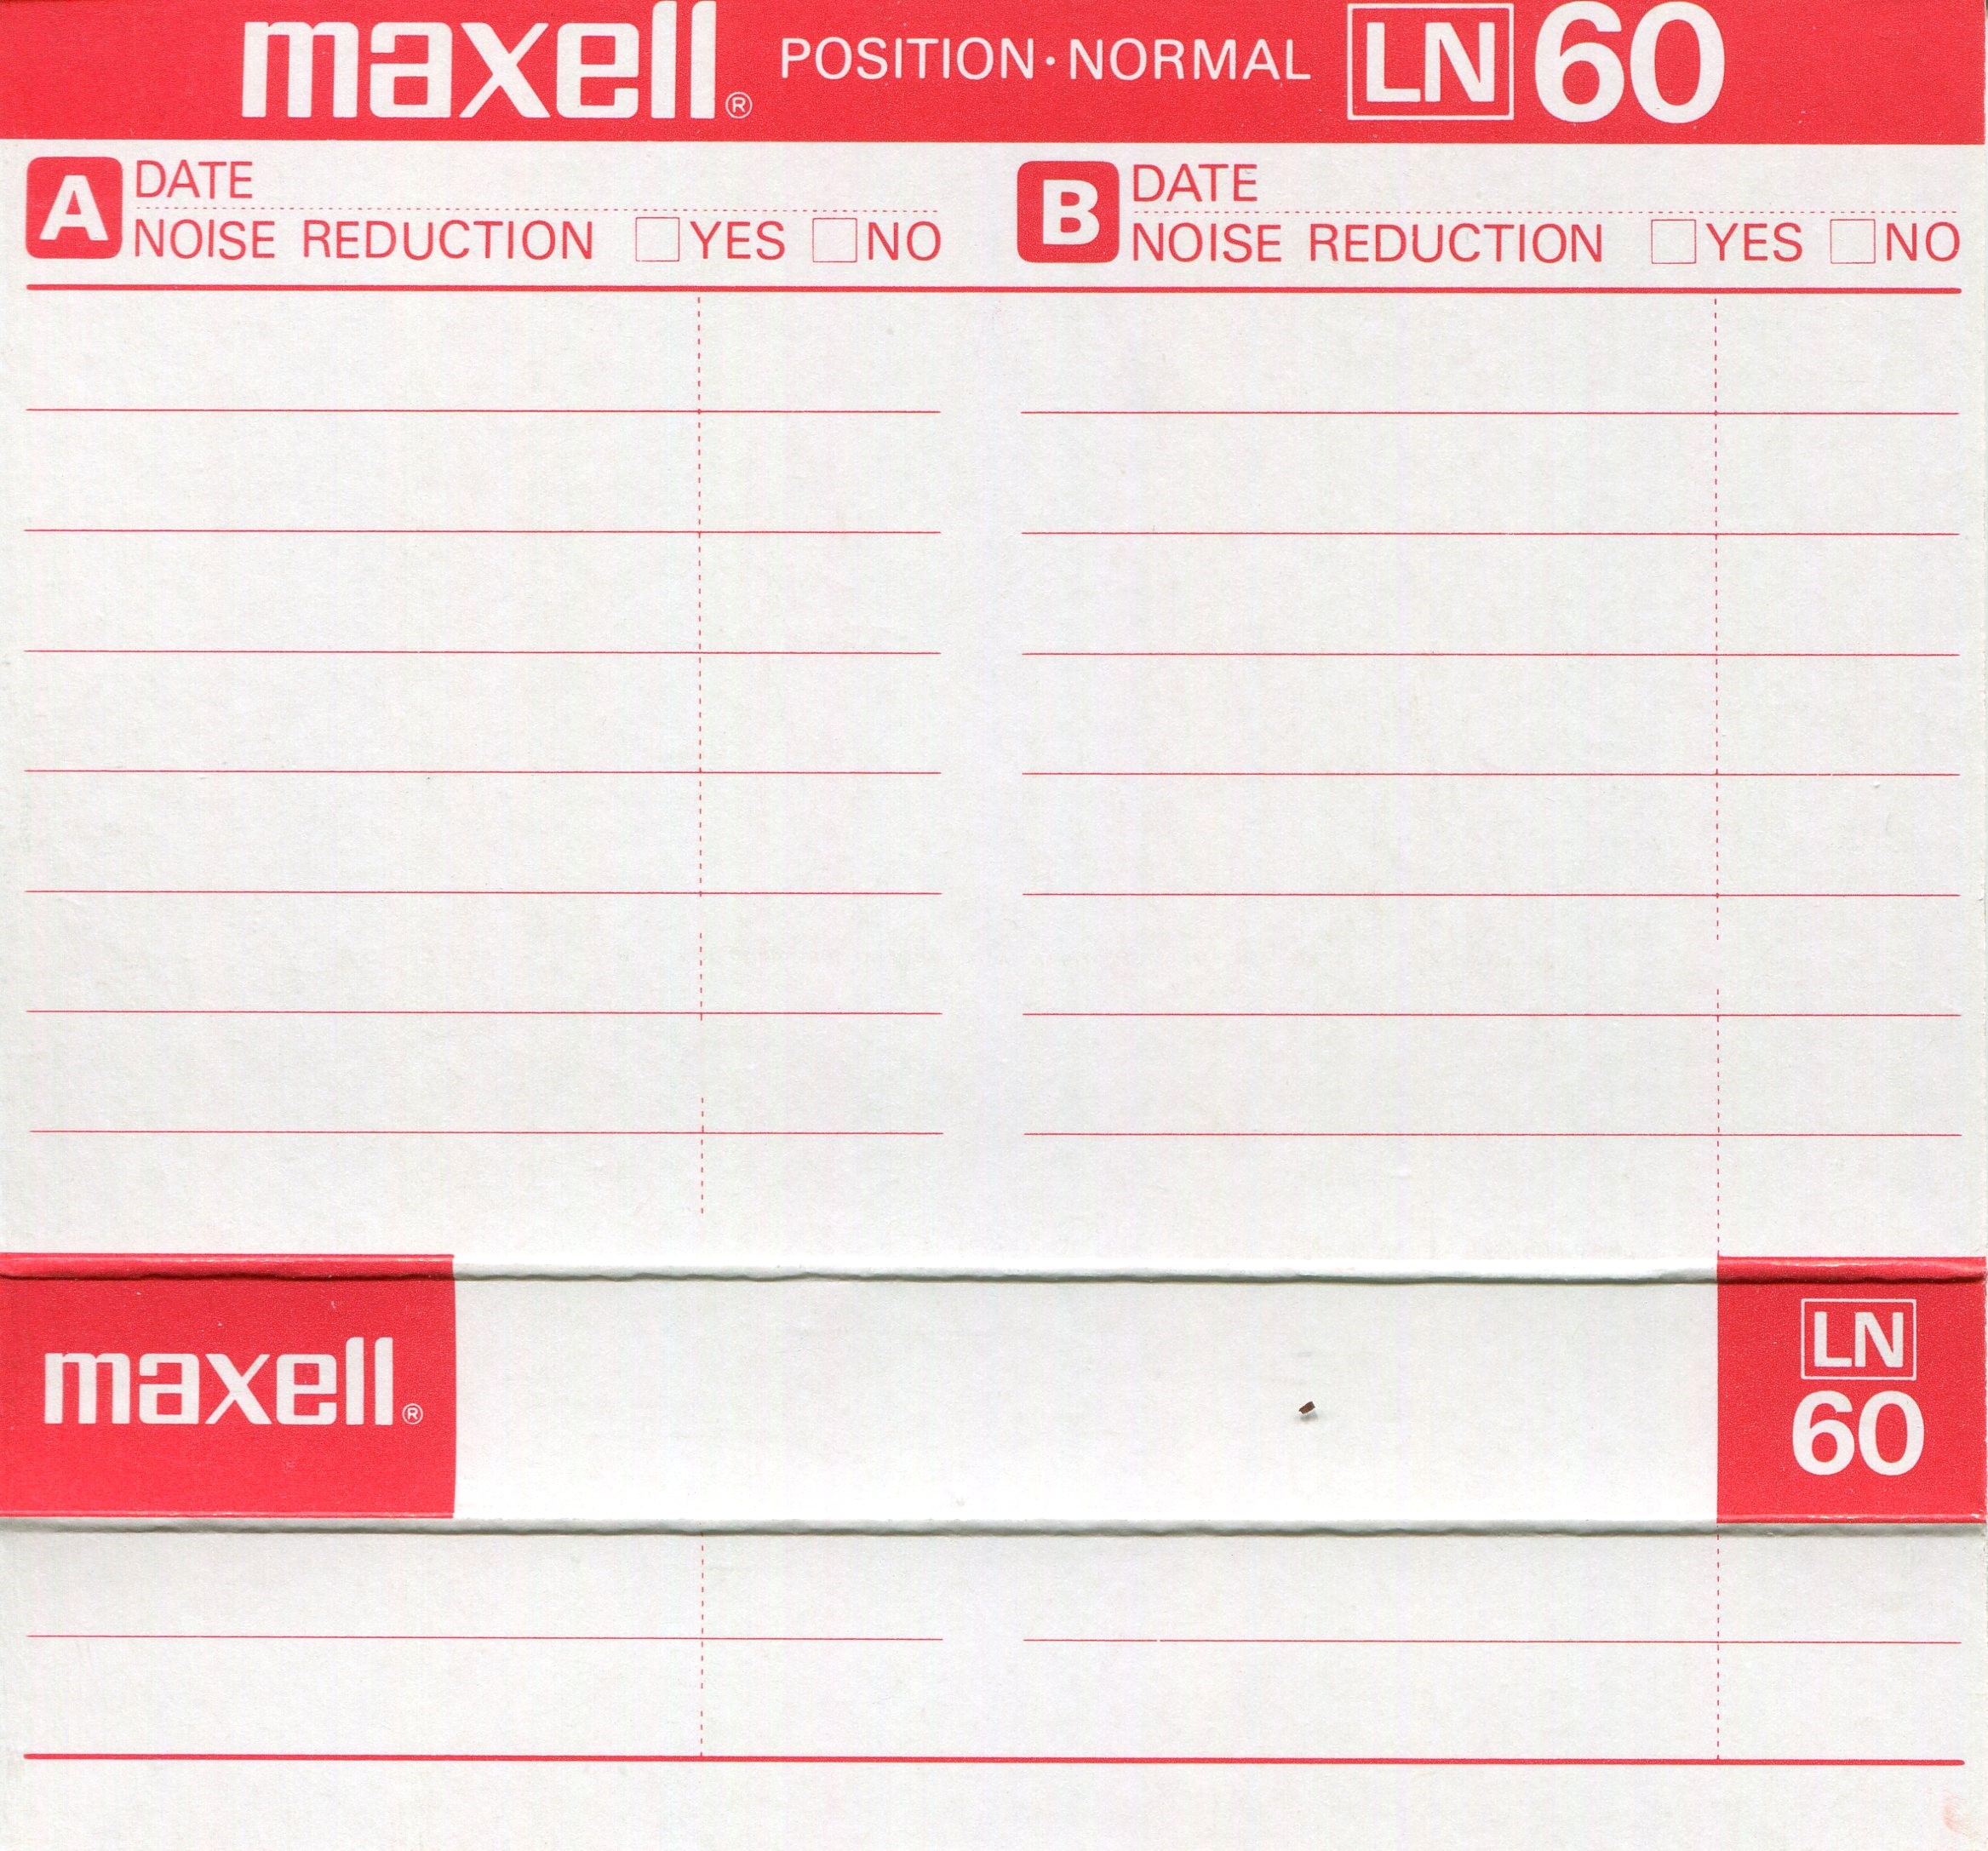 maxell® POSITION·NORMAL LN 60
A DATE B DATE
NOISE REDUCTION YES NO NOISE REDUCTION YES NO
maxell® LN
60